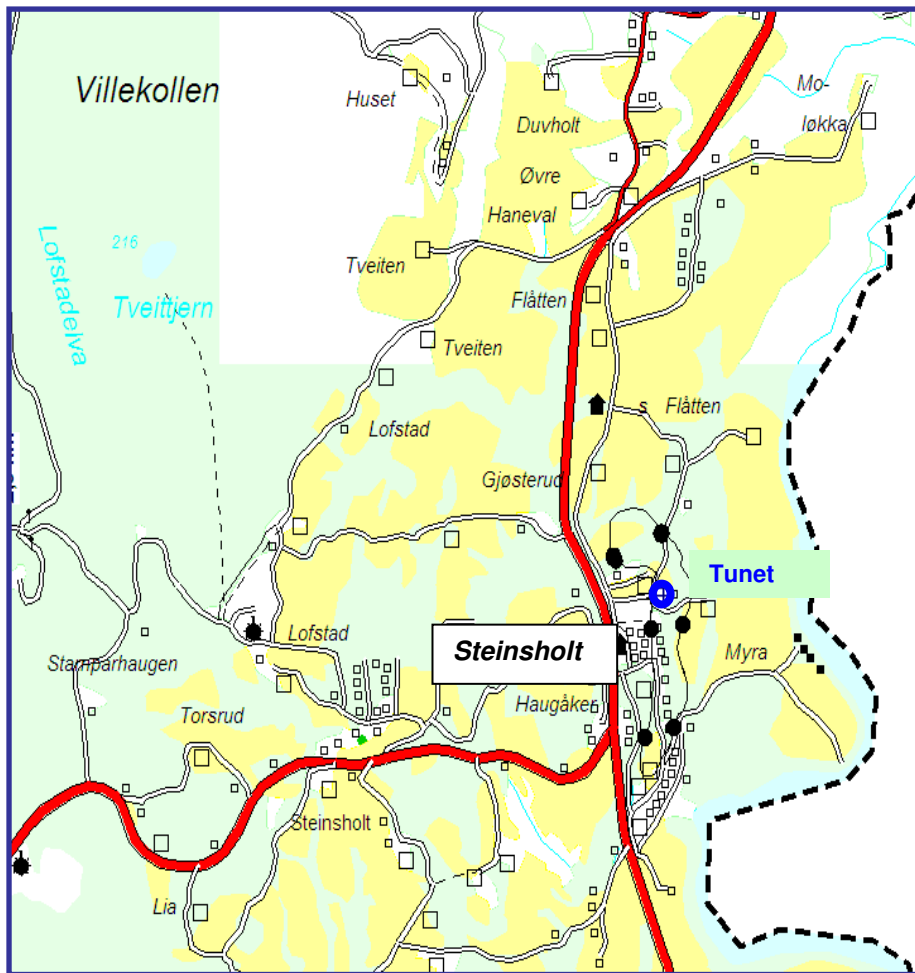 Villekollen
Huset
Mo-
løkka
Duvholt
Øvre
Haneval
Lofstadelva
216
Tveittjern
Tveiten
Flåtten
Tveiten
Lofstad
s Flåtten
Gjøsterud
Tunet
Lofstad
Steinsholt
Myra
Stamparhaugen
Torsrud
Haugåker
Steinsholt
Lia